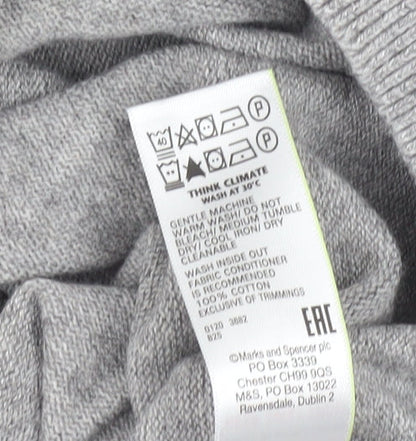 40 P
P
THINK CLIMATE
WASH AT 30°C
GENTLE MACHINE
WARM WASH/ DO NOT
BLEACH/ MEDIUM TUMBLE
DRY/ COOL IRON/ DRY
CLEANABLE
WASH INSIDE OUT
FABRIC CONDITIONER
IS RECOMMENDED
100% COTTON
EXCLUSIVE OF TRIMMINGS
0120 3682
825
EAC
©Marks and Spencer plc
PO Box 3339
Chester CH99 9QS
M&S, PO Box 13022
Ravensdale, Dublin 2